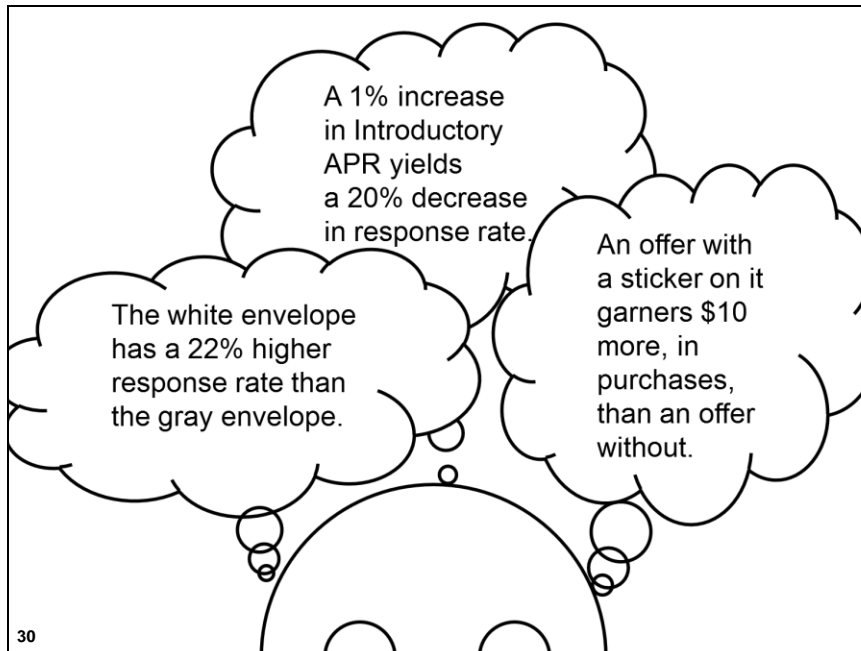 A 1% increase
in Introductory
APR yields
a 20% decrease
in response rate.
The white envelope
has a 22% higher
response rate than
the gray envelope.
An offer with
a sticker on it
garners $10
more, in
purchases,
than an offer
without.
30